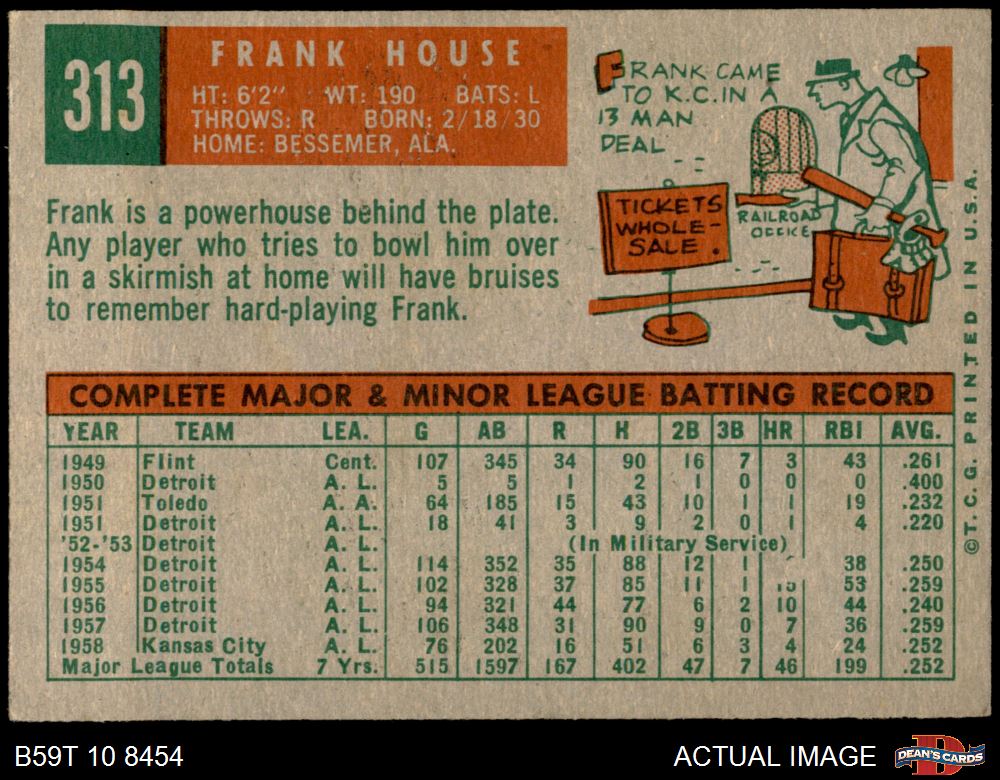 313
FRANK HOUSE
HT: 6'2" WT: 190 BATS: L
THROWS: R BORN: 2/18/30
HOME: BESSEMER, ALA.
Frank is a powerhouse behind the plate.
Any player who tries to bowl him over
in a skirmish at home will have bruises
to remember hard-playing Frank.
FRANK CAME
TO K.C. IN A
13 MAN
DEAL
TICKETS
WHOLE-
SALE.
RAILROAD
OFFICE
COMPLETE MAJOR & MINOR LEAGUE BATTING RECORD
YEAR TEAM LEA. G AB R H 2B 3B HR RBI AVG.
1949 Flint Cent. 107 345 34 90 16 7 3 43 .261
1950 Detroit A. L. 5 5 1 2 1 0 0 0 .400
1951 Toledo A. A. 64 185 15 43 10 1 1 19 .232
1951 Detroit A. L. 18 41 3 9 2 0 1 4 .220
'52-'53 Detroit A. L. (In Military Service)
1954 Detroit A. L. 114 352 35 88 12 1 38 .250
1955 Detroit A. L. 102 328 37 85 11 1 53 .259
1956 Detroit A. L. 94 321 44 77 6 2 10 44 .240
1957 Detroit A. L. 106 348 31 90 9 0 7 36 .259
1958 Kansas City A. L. 76 202 16 51 6 3 4 24 .252
Major League Totals 7 Yrs. 515 1597 167 402 47 7 46 199 .252
©T.C.G. PRINTED IN U.S.A.
B59T 10 8454
ACTUAL IMAGE
D
DEAN'S CARDS